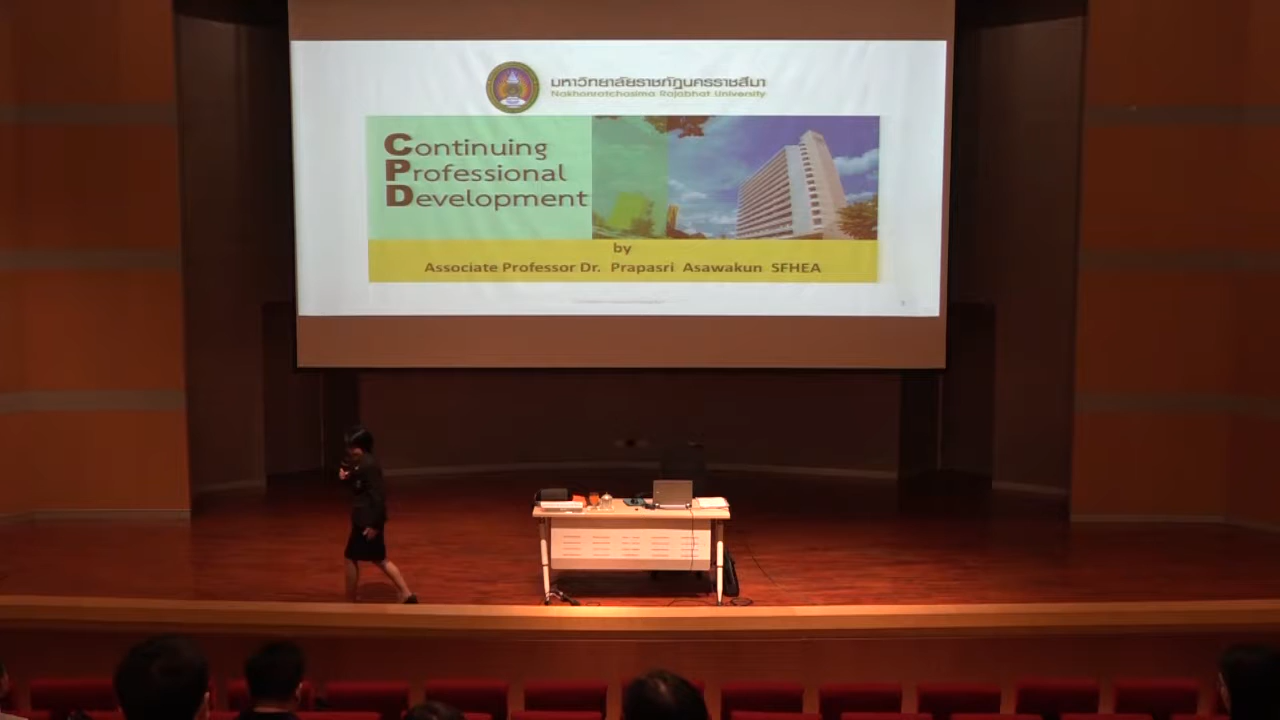 มหาวิทยาลัยราชภัฏนครราชสีมา
Nakhonratchasima Rajabhat University
Continuing
Professional
Development
by
Associate Professor Dr. Prapasri Asawakun SFHEA